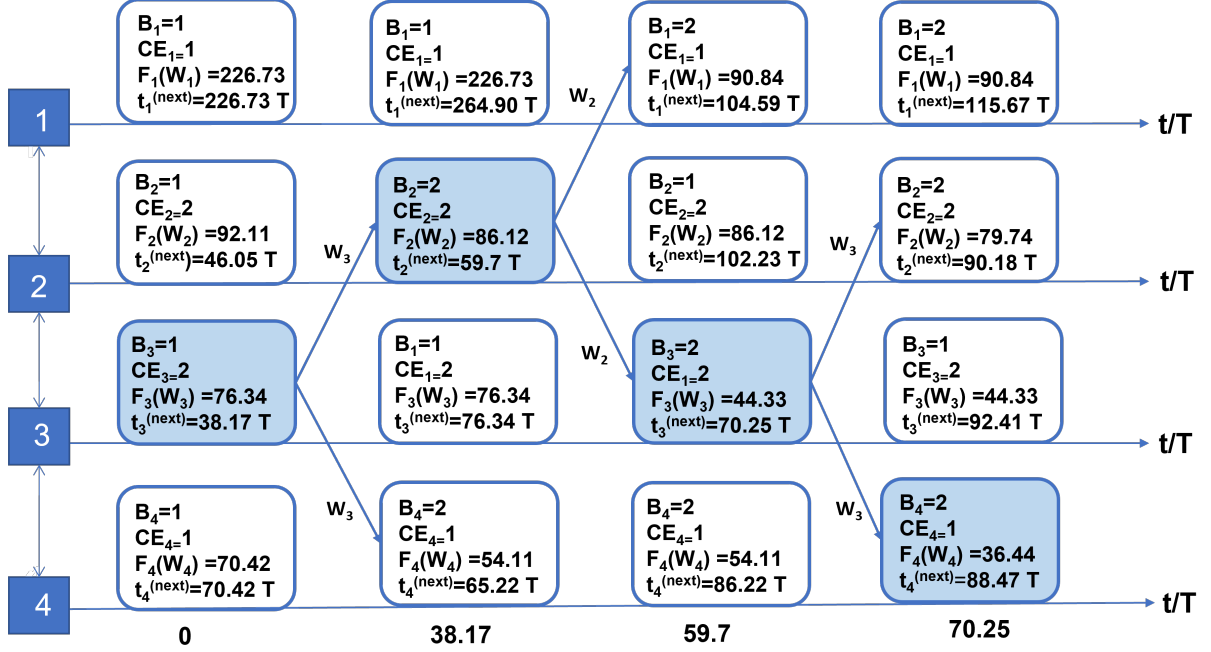 B₁=1
CE₁₌1
F₁(W₁) =226.73
t₁⁽ⁿᵉˣᵗ⁾=226.73 T
B₁=1
CE₁₌1
F₁(W₁) =226.73
t₁⁽ⁿᵉˣᵗ⁾=264.90 T
W₂
B₁=2
CE₁₌1
F₁(W₁) =90.84
t₁⁽ⁿᵉˣᵗ⁾=104.59 T
B₁=2
CE₁₌1
F₁(W₁) =90.84
t₁⁽ⁿᵉˣᵗ⁾=115.67 T
1
t/T
B₂=1
CE₂₌2
F₂(W₂) =92.11
t₂⁽ⁿᵉˣᵗ⁾=46.05 T
W₃
B₂=2
CE₂₌2
F₂(W₂) =86.12
t₂⁽ⁿᵉˣᵗ⁾=59.7 T
B₂=1
CE₂₌2
F₂(W₂) =86.12
t₂⁽ⁿᵉˣᵗ⁾=102.23 T
W₃
B₂=2
CE₂₌2
F₂(W₂) =79.74
t₂⁽ⁿᵉˣᵗ⁾=90.18 T
2
t/T
B₃=1
CE₃₌2
F₃(W₃) =76.34
t₃⁽ⁿᵉˣᵗ⁾=38.17 T
B₁=1
CE₁₌2
F₃(W₃) =76.34
t₃⁽ⁿᵉˣᵗ⁾=76.34 T
W₂
B₃=2
CE₁₌2
F₃(W₃) =44.33
t₃⁽ⁿᵉˣᵗ⁾=70.25 T
B₃=1
CE₃₌2
F₃(W₃) =44.33
t₃⁽ⁿᵉˣᵗ⁾=92.41 T
3
t/T
B₄=1
CE₄₌1
F₄(W₄) =70.42
t₄⁽ⁿᵉˣᵗ⁾=70.42 T
W₃
B₄=2
CE₄₌1
F₄(W₄) =54.11
t₄⁽ⁿᵉˣᵗ⁾=65.22 T
B₄=2
CE₄₌1
F₄(W₄) =54.11
t₄⁽ⁿᵉˣᵗ⁾=86.22 T
W₃
B₄=2
CE₄₌1
F₄(W₄) =36.44
t₄⁽ⁿᵉˣᵗ⁾=88.47 T
4
t/T
0
38.17
59.7
70.25